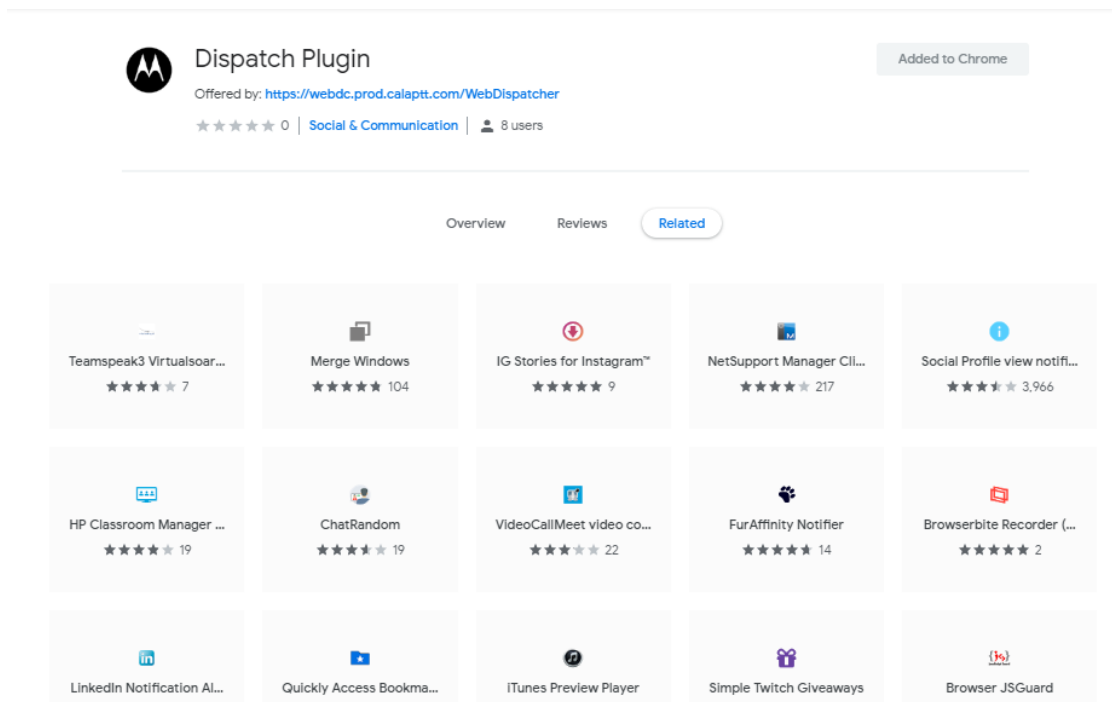 Dispatch Plugin
Added to Chrome
Offered by: https://webdc.prod.calaptt.com/WebDispatcher
0 Social & Communication 8 users
Overview Reviews Related
Teamspeak3 Virtualsoar... Merge Windows IG Stories for Instagram™ NetSupport Manager Cli... Social Profile view notifi...
7 104 9 217 3,966
HP Classroom Manager ... ChatRandom VideoCallMeet video co... FurAffinity Notifier Browserbite Recorder (...
19 19 22 14 2
LinkedIn Notification Al... Quickly Access Bookma... iTunes Preview Player Simple Twitch Giveaways Browser JSGuard